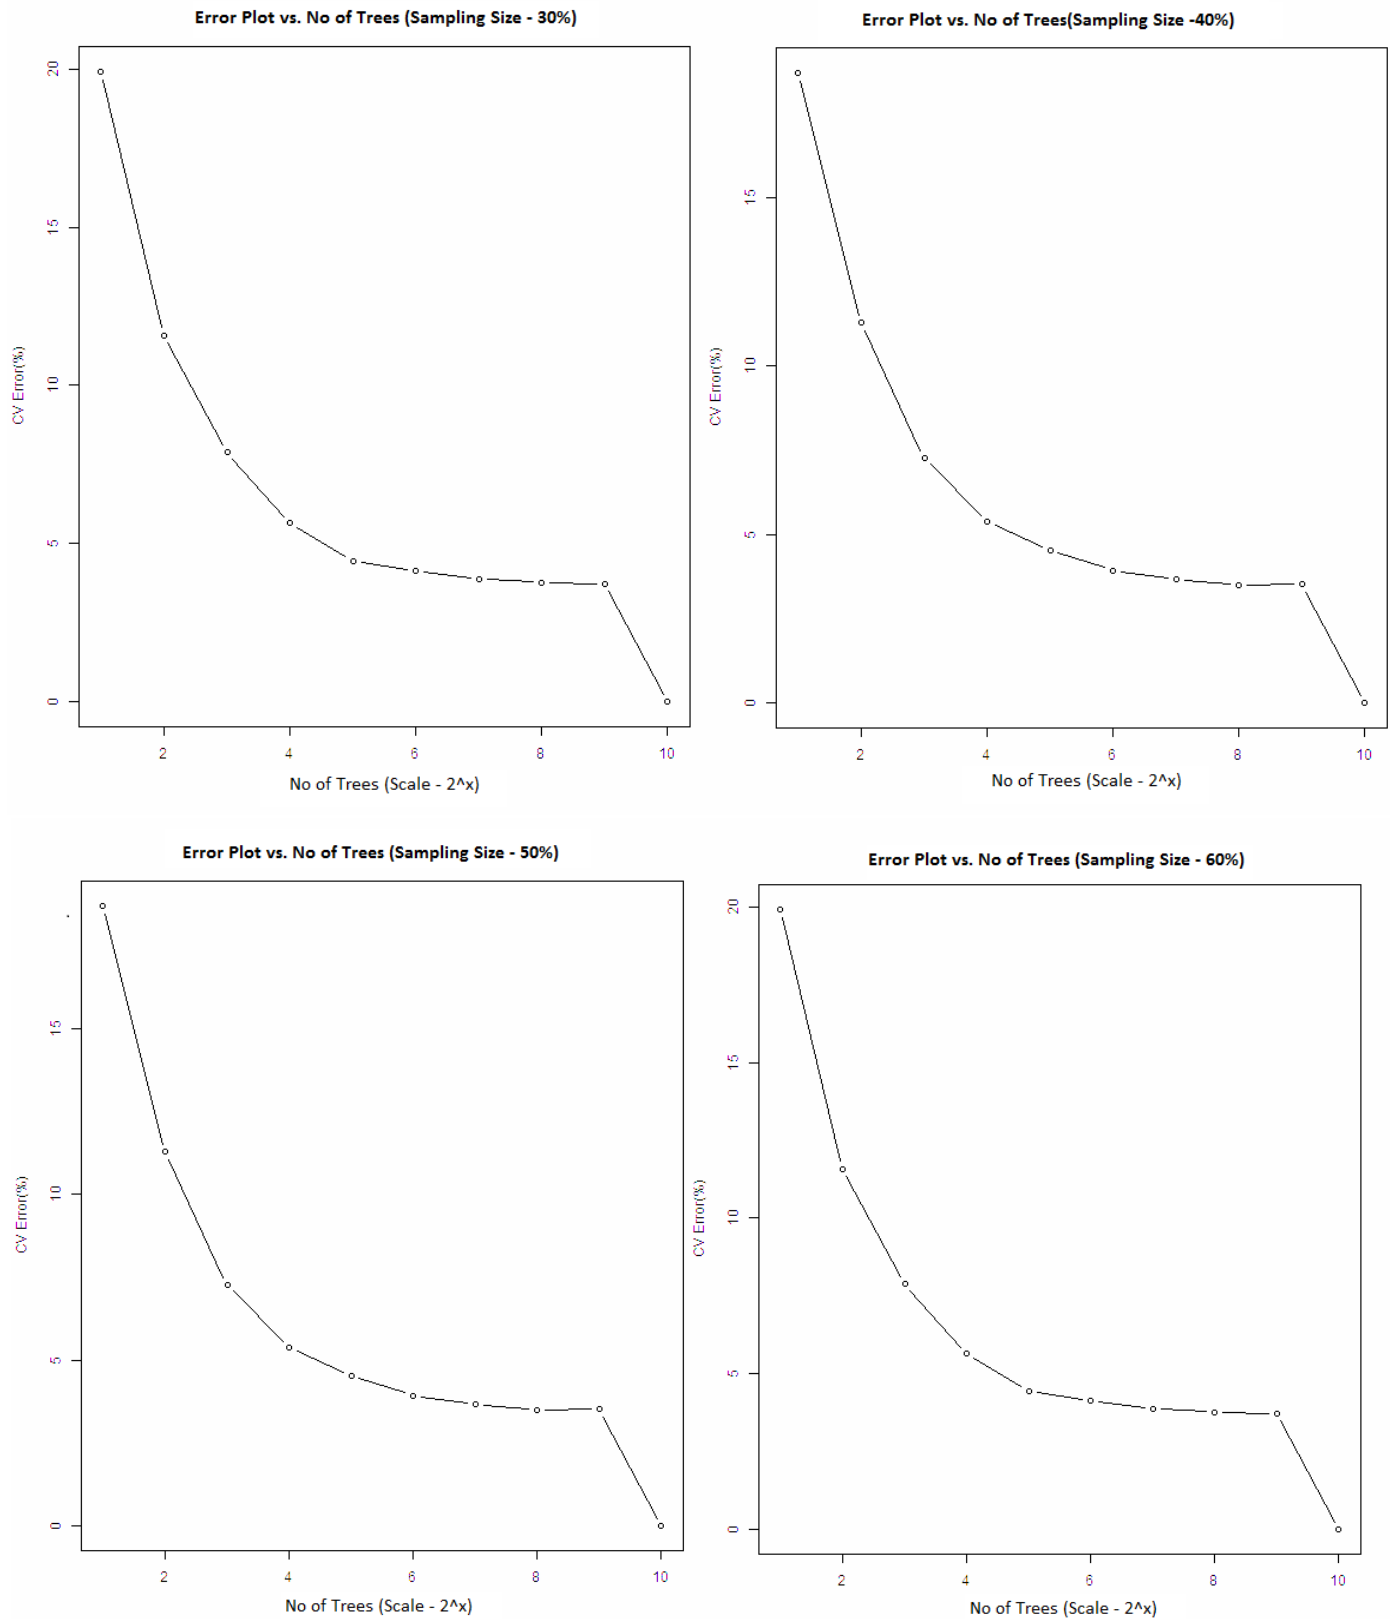 Error Plot vs. No of Trees (Sampling Size - 30%)
20
15
10
5
0
CV Error(%)
2 4 6 8 10
No of Trees (Scale - 2^x)
Error Plot vs. No of Trees(Sampling Size -40%)
15
10
5
0
CV Error(%)
2 4 6 8 10
No of Trees (Scale - 2^x)
Error Plot vs. No of Trees (Sampling Size - 50%)
15
10
5
0
CV Error(%)
2 4 6 8 10
No of Trees (Scale - 2^x)
Error Plot vs. No of Trees (Sampling Size - 60%)
20
15
10
5
0
CV Error(%)
2 4 6 8 10
No of Trees (Scale - 2^x)